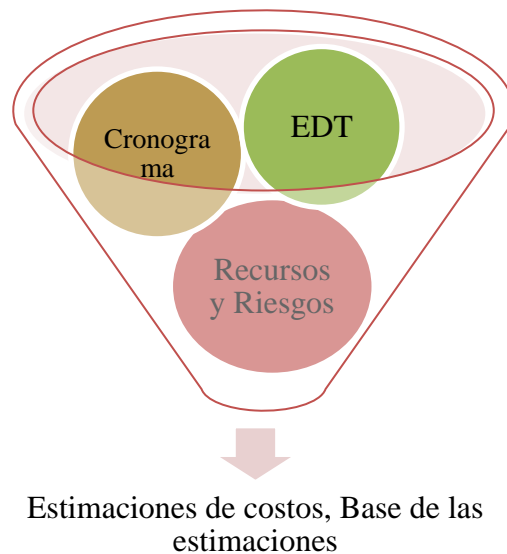 EDT
Cronogra
ma
Recursos
y Riesgos
Estimaciones de costos, Base de las
estimaciones